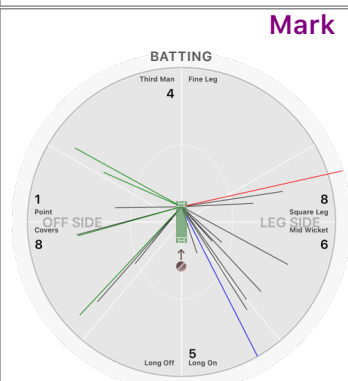 Mark
BATTING
Third Man
Fine Leg
4
1
Point
OFF SIDE
Covers
8
8
Square Leg
LEG SIDE
Mid Wicket
6
5
Long Off
Long On